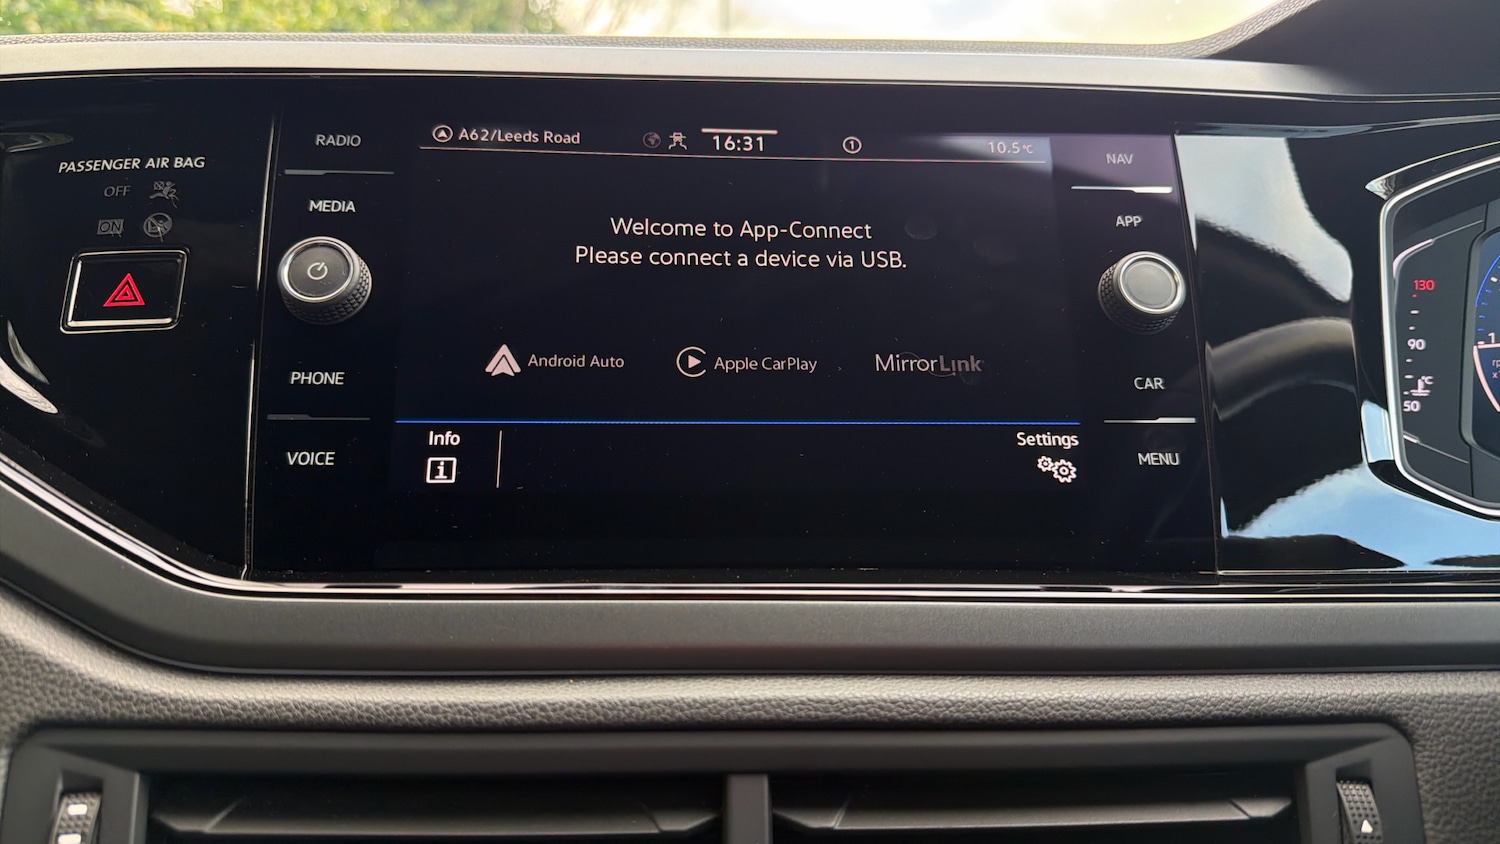 PASSENGER AIR BAG
OFF
ON
RADIO
MEDIA
PHONE
VOICE
A62/Leeds Road
16:31
1
10.5°C
Welcome to App-Connect
Please connect a device via USB.
Android Auto
Apple CarPlay
MirrorLink
Info
i
Settings
NAV
APP
CAR
MENU
130
90
°C
50
1